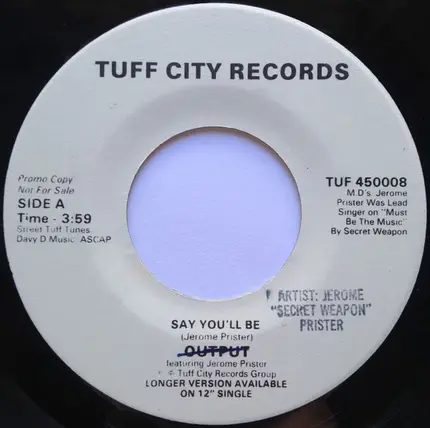 TUFF CITY RECORDS
Promo Copy
Not For Sale
SIDE A
Time - 3:59
Street Tuff Tunes
Davy D Music ASCAP
TUF 450008
M.D's Jerome
Prister Was Lead
Singer on "Must
Be The Music"
By Secret Weapon
ARTIST: JEROME
"SECRET WEAPON"
PRISTER
SAY YOU'LL BE
(Jerome Prister)
OUTPUT
featuring Jerome Prister
℗ © Tuff City Records Group
LONGER VERSION AVAILABLE
ON 12" SINGLE